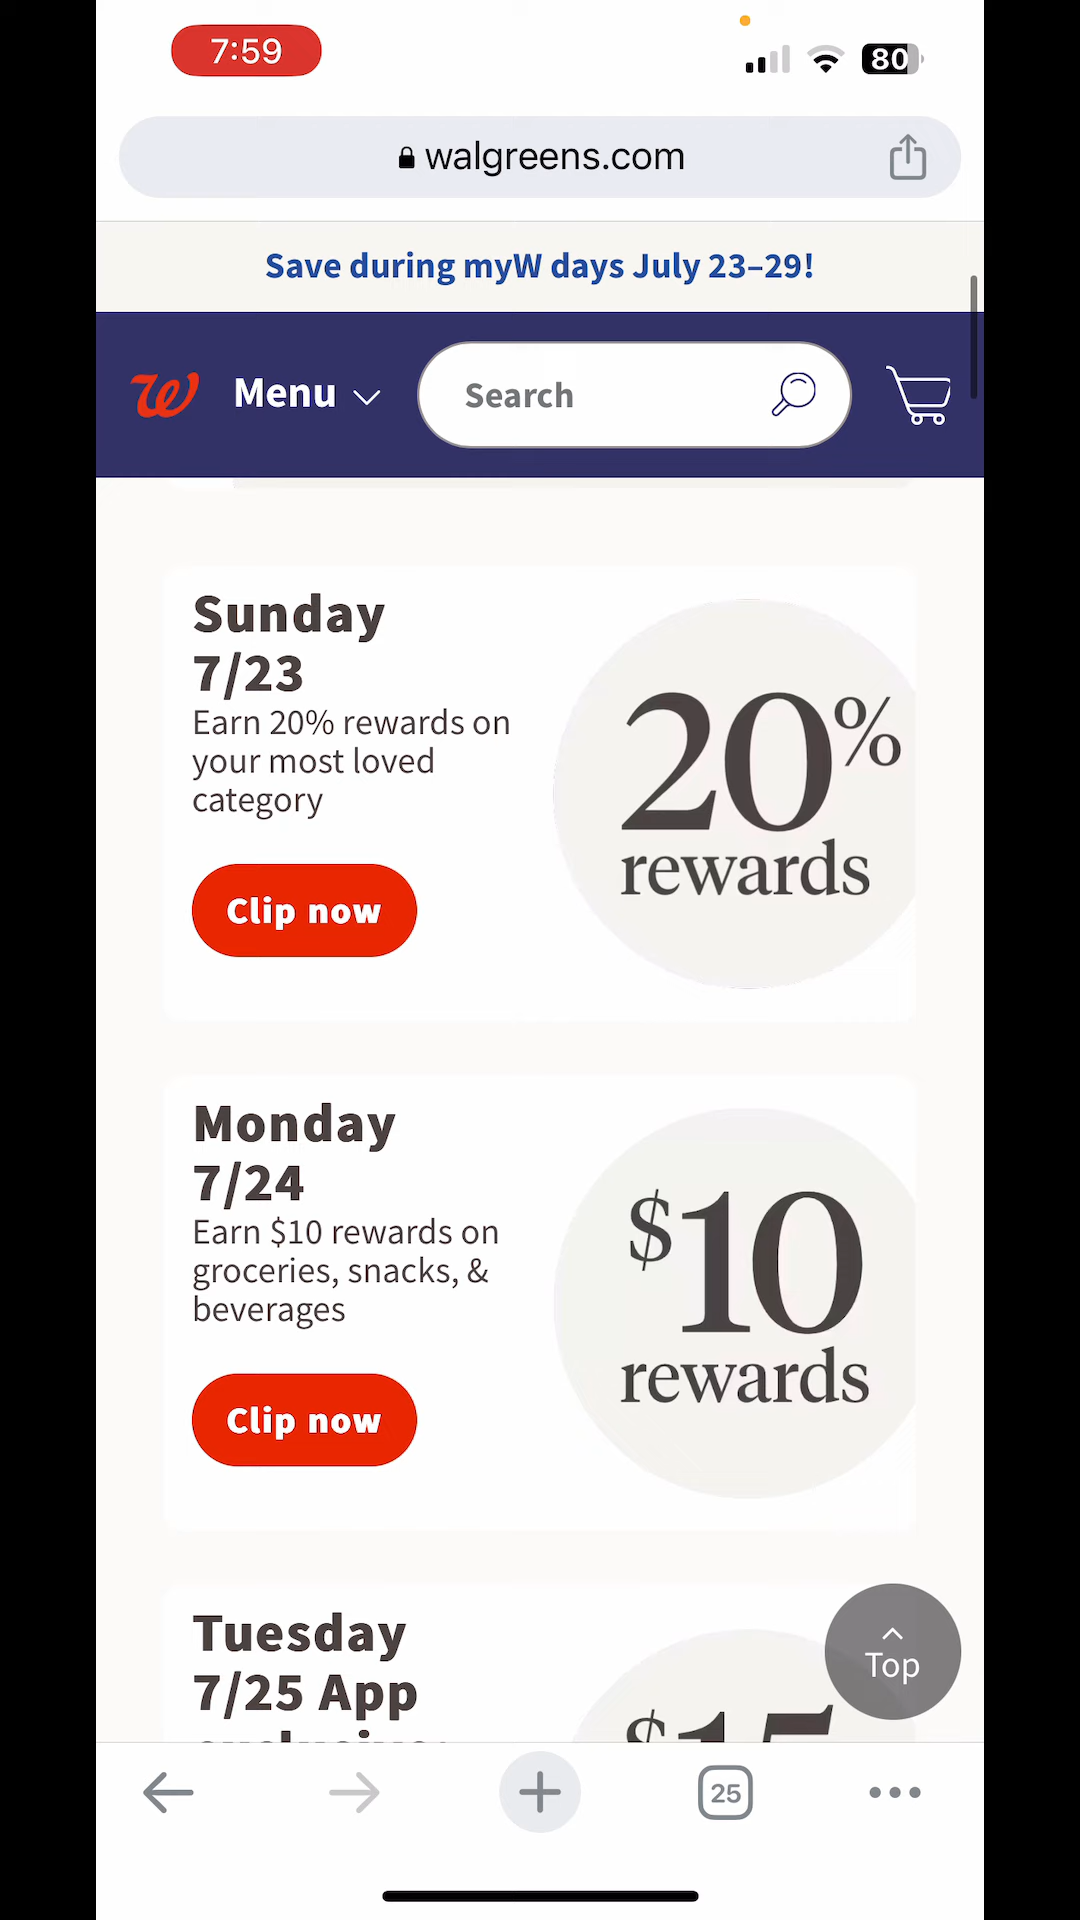 7:59
80
walgreens.com
Save during myW days July 23–29!
W Menu Search
Sunday
7/23
Earn 20% rewards on
your most loved
category
Clip now
20%
rewards
Monday
7/24
Earn $10 rewards on
groceries, snacks, &
beverages
Clip now
$10
rewards
Tuesday
7/25 App
$15
Top
25